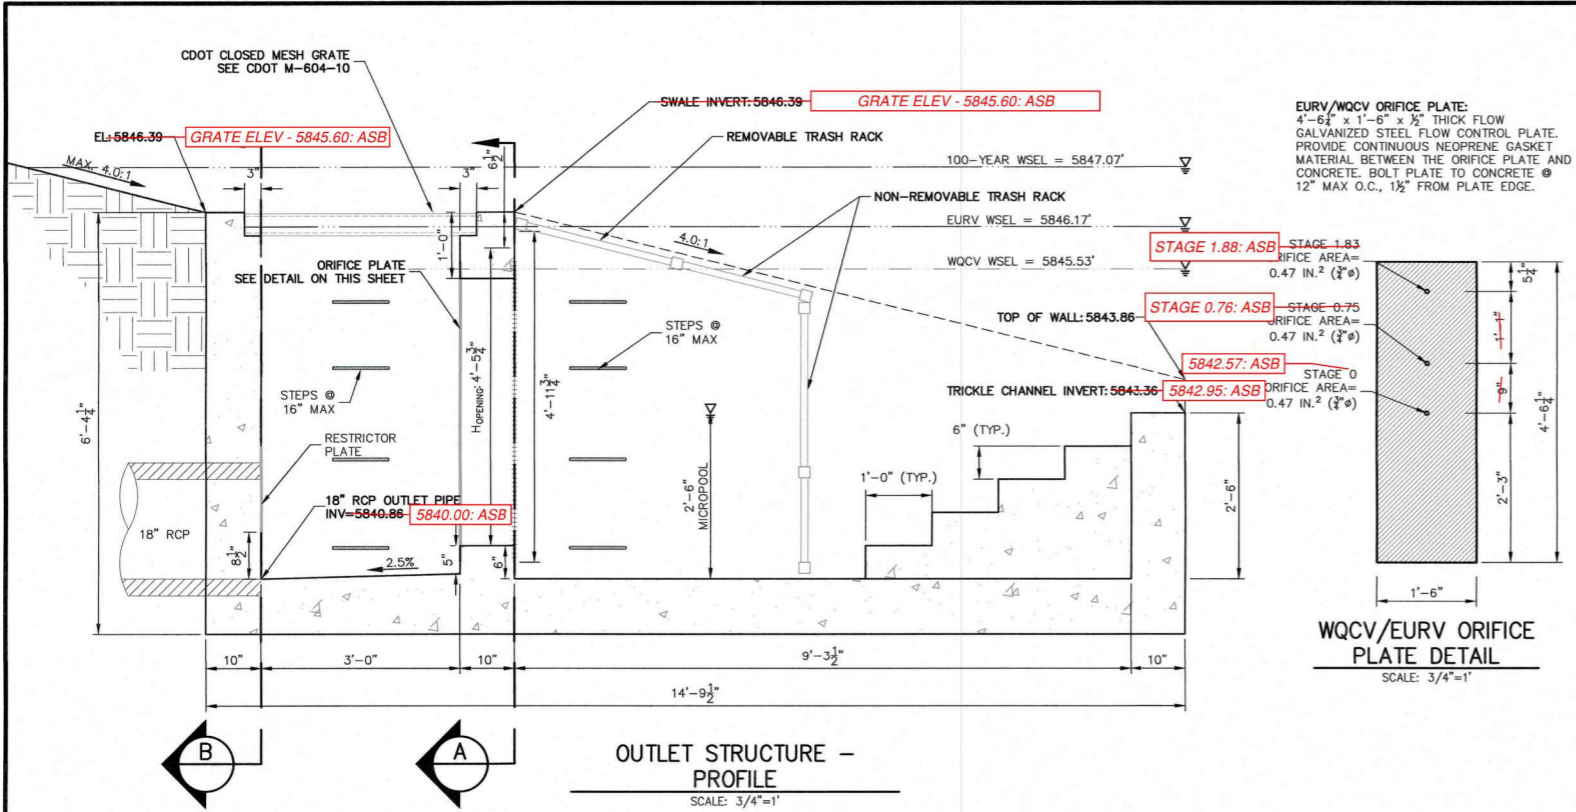 CDOT CLOSED MESH GRATE
SEE CDOT M-604-10
SWALE INVERT: 5846.39
GRATE ELEV - 5845.60: ASB
EL: 5846.39
GRATE ELEV - 5845.60: ASB
REMOVABLE TRASH RACK
MAX. 4.0:1
3"
3"
6½"
100-YEAR WSEL = 5847.07'
NON-REMOVABLE TRASH RACK
EURV WSEL = 5846.17'
4.0:1
1'-0"
WQCV WSEL = 5845.53'
ORIFICE PLATE
SEE DETAIL ON THIS SHEET
STEPS @
16" MAX
TOP OF WALL: 5843.86
HOPENING: 4'-5¾"
4'-11¾"
STEPS @
16" MAX
TRICKLE CHANNEL INVERT: 5843.36
5842.95: ASB
6'-4¼"
RESTRICTOR
PLATE
6" (TYP.)
1'-0" (TYP.)
2'-6"
MICROPOOL
2'-6"
18" RCP OUTLET PIPE
INV=5840.86
5840.00: ASB
18" RCP
8½"
2.5%
5"
6"
10"
3'-0"
10"
9'-3½"
10"
14'-9½"
B
A
OUTLET STRUCTURE -
PROFILE
SCALE: 3/4"=1'
EURV/WQCV ORIFICE PLATE:
4'-6¼" x 1'-6" x ½" THICK FLOW
GALVANIZED STEEL FLOW CONTROL PLATE.
PROVIDE CONTINUOUS NEOPRENE GASKET
MATERIAL BETWEEN THE ORIFICE PLATE AND
CONCRETE. BOLT PLATE TO CONCRETE @
12" MAX O.C., 1½" FROM PLATE EDGE.
STAGE 1.88: ASB
STAGE 1.83
ORIFICE AREA=
0.47 IN.² (¾"ø)
STAGE 0.76: ASB
STAGE 0.75
ORIFICE AREA=
0.47 IN.² (¾"ø)
5842.57: ASB
STAGE 0
ORIFICE AREA=
0.47 IN.² (¾"ø)
5¼"
1'-1"
9"
2'-3"
4'-6¼"
1'-6"
WQCV/EURV ORIFICE
PLATE DETAIL
SCALE: 3/4"=1'